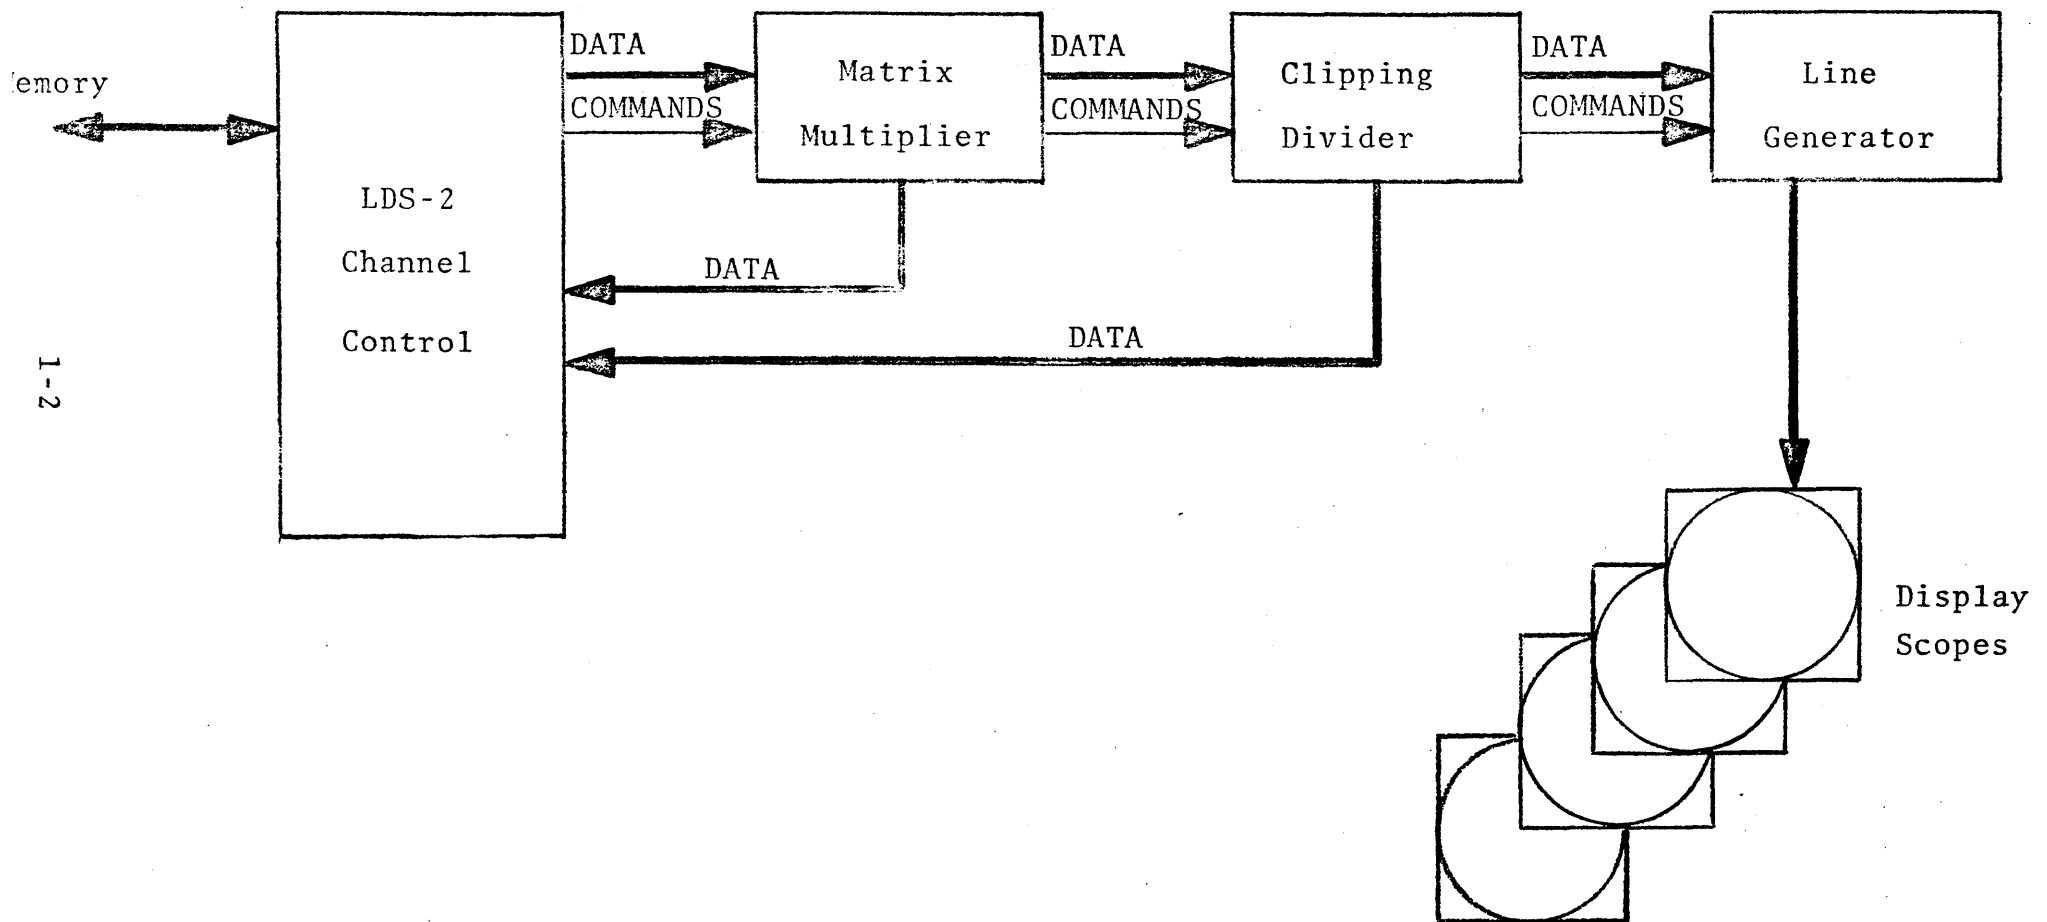 emory
DATA
COMMANDS
Matrix
Multiplier
DATA
COMMANDS
Clipping
Divider
DATA
COMMANDS
Line
Generator
LDS-2
Channel
Control
DATA
DATA
1-2
Display
Scopes